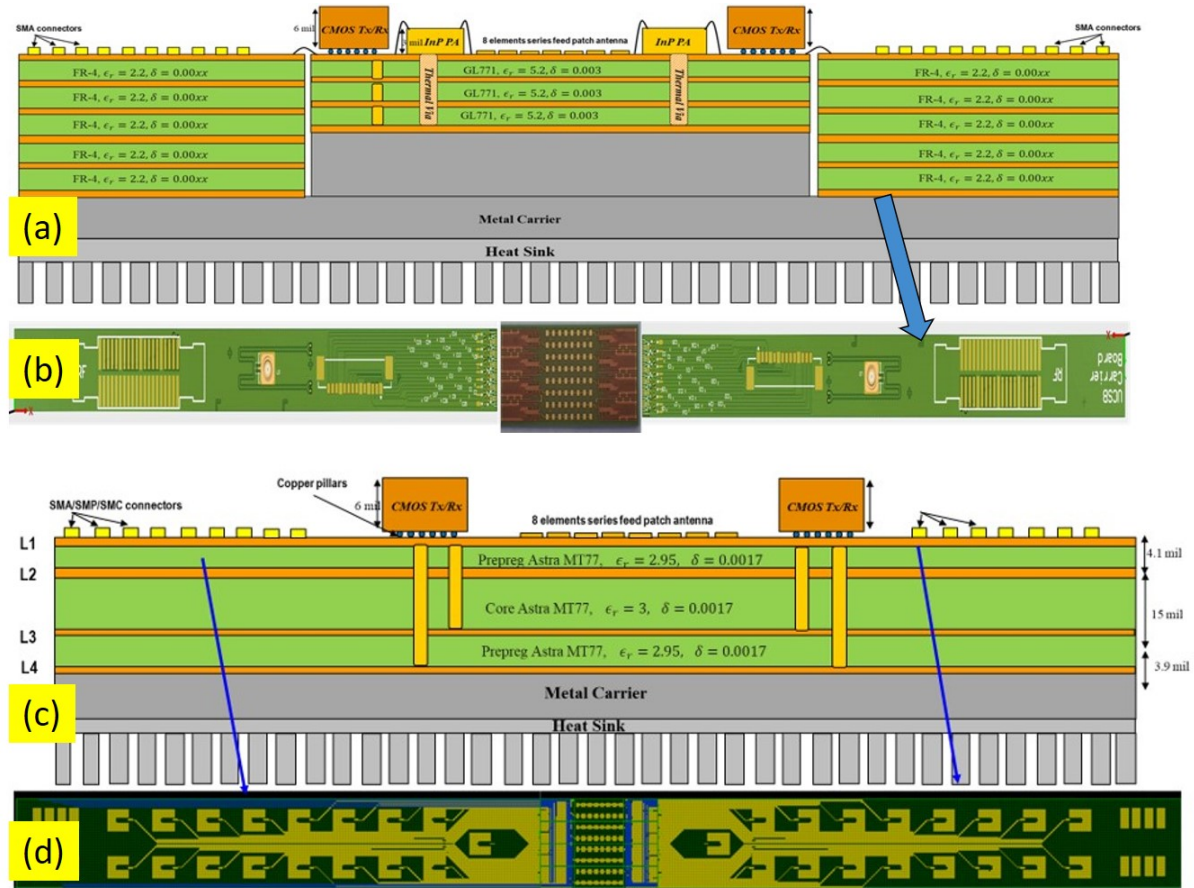 SMA connectors
6 mil
CMOS Tx/Rx
3 mil
InP PA
8 elements series feed patch antenna
InP PA
CMOS Tx/Rx
SMA connectors
FR-4, ϵᵣ = 2.2, δ = 0.00xx
FR-4, ϵᵣ = 2.2, δ = 0.00xx
FR-4, ϵᵣ = 2.2, δ = 0.00xx
FR-4, ϵᵣ = 2.2, δ = 0.00xx
FR-4, ϵᵣ = 2.2, δ = 0.00xx
Thermal Via
GL771, ϵᵣ = 5.2, δ = 0.003
GL771, ϵᵣ = 5.2, δ = 0.003
GL771, ϵᵣ = 5.2, δ = 0.003
Thermal Via
FR-4, ϵᵣ = 2.2, δ = 0.00xx
FR-4, ϵᵣ = 2.2, δ = 0.00xx
FR-4, ϵᵣ = 2.2, δ = 0.00xx
FR-4, ϵᵣ = 2.2, δ = 0.00xx
FR-4, ϵᵣ = 2.2, δ = 0.00xx
(a)
Metal Carrier
Heat Sink
(b)
X
X
RF
UCSB
Carrier
Board
Copper pillars
SMA/SMP/SMC connectors
6 mil
CMOS Tx/Rx
8 elements series feed patch antenna
CMOS Tx/Rx
L1
Prepreg Astra MT77, ϵᵣ = 2.95, δ = 0.0017
4.1 mil
L2
Core Astra MT77, ϵᵣ = 3, δ = 0.0017
15 mil
L3
Prepreg Astra MT77, ϵᵣ = 2.95, δ = 0.0017
3.9 mil
L4
(c)
Metal Carrier
Heat Sink
(d)